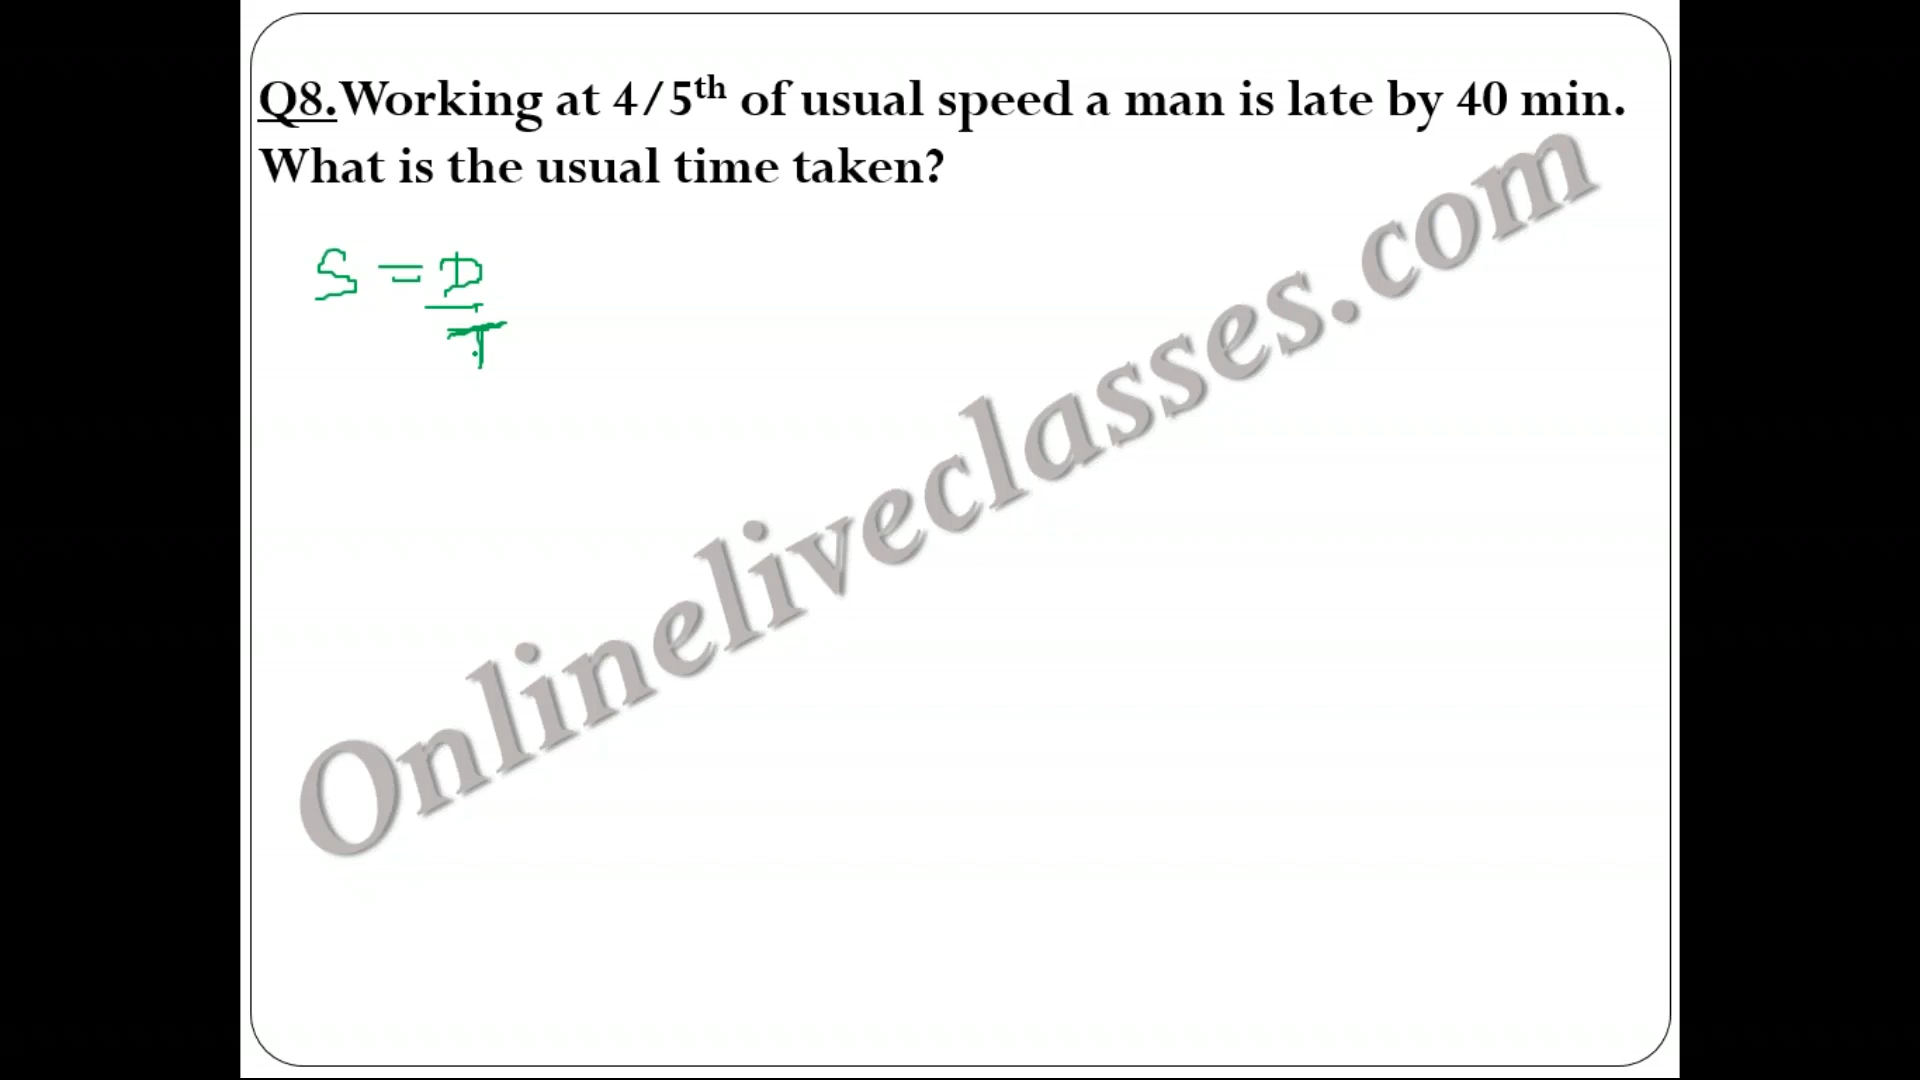 Q8.Working at 4/5th of usual speed a man is late by 40 min.
What is the usual time taken?
S = D
T
Onlineliveclasses.com